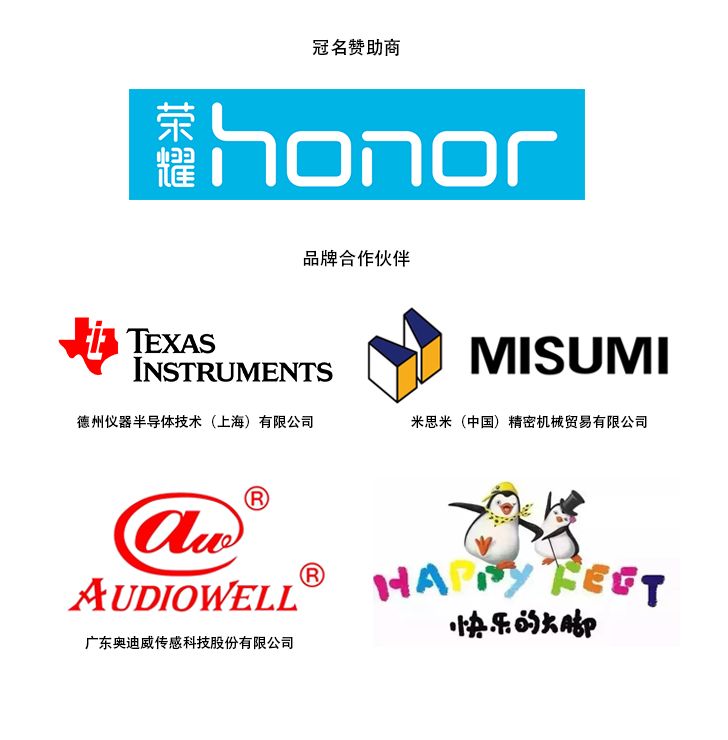 冠名赞助商
荣耀 honor
品牌合作伙伴
TEXAS
INSTRUMENTS
德州仪器半导体技术（上海）有限公司
MISUMI
米思米（中国）精密机械贸易有限公司
aw ®
AUDIOWELL ®
广东奥迪威传感科技股份有限公司
HAPPY FEET
快乐的大脚